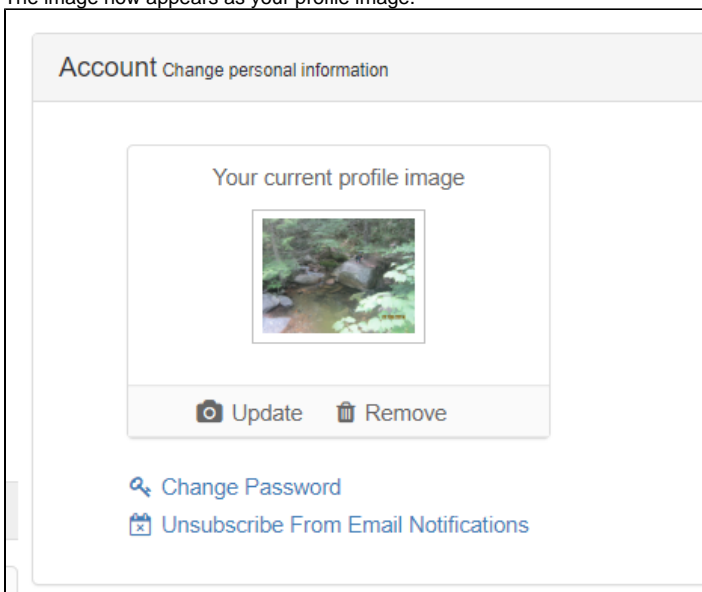 The image now appears as your profile image.
Account Change personal information
Your current profile image
Update Remove
Change Password
Unsubscribe From Email Notifications